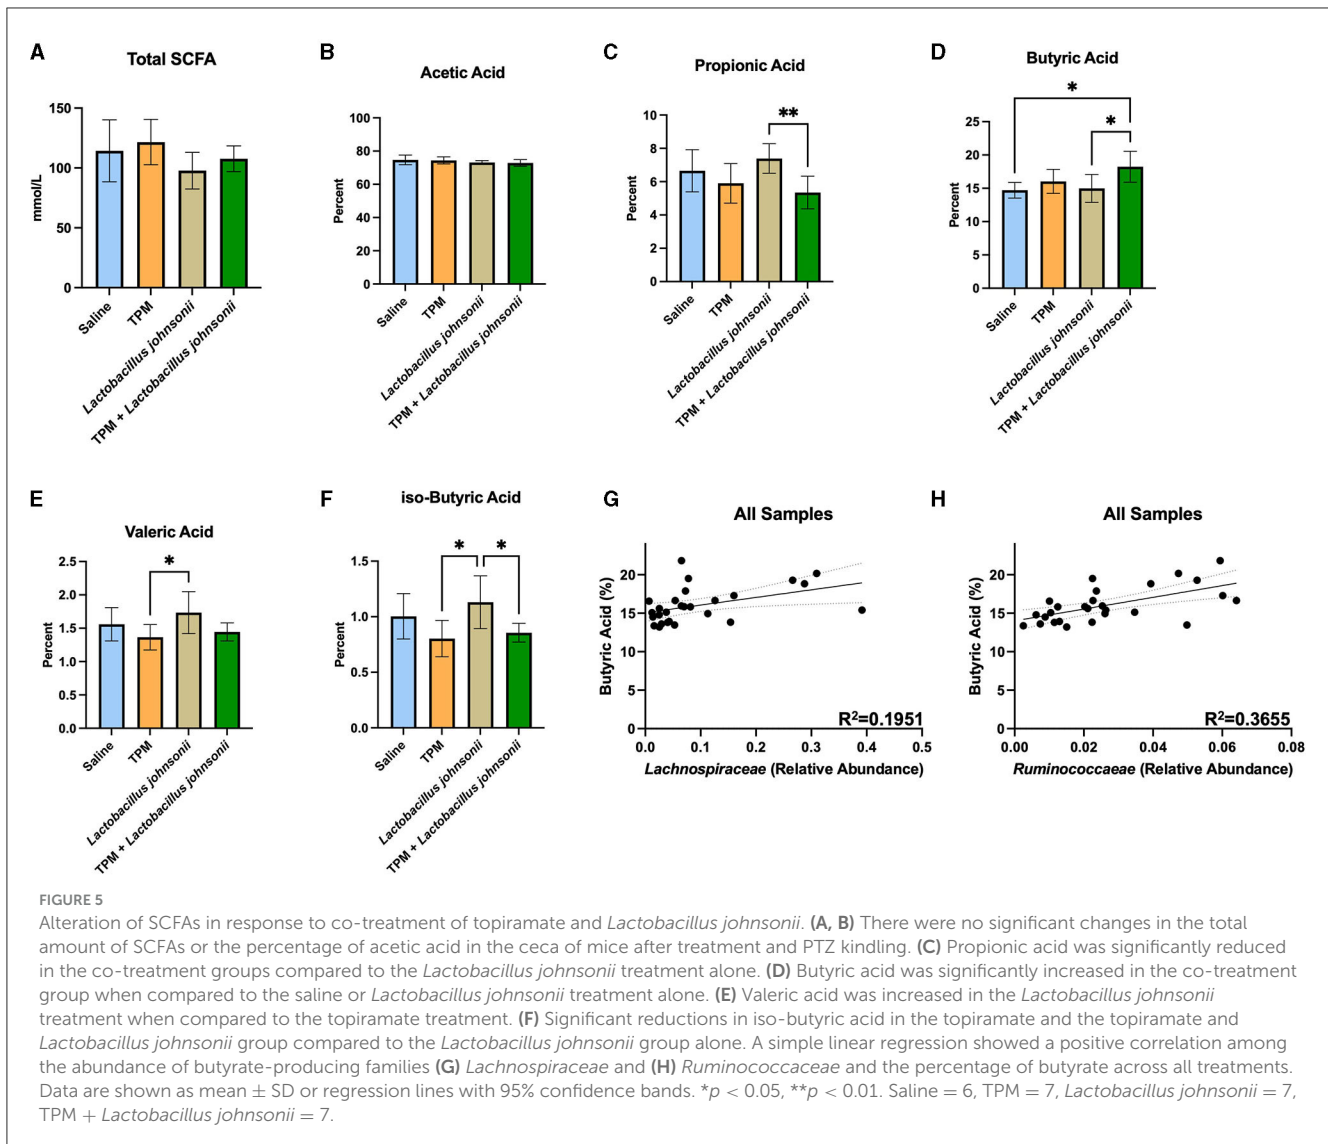 A
Total SCFA
mmol/L
150
100
50
0
Saline
TPM
Lactobacillus johnsonii
TPM + Lactobacillus johnsonii
B
Acetic Acid
Percent
100
80
60
40
20
0
Saline
TPM
Lactobacillus johnsonii
TPM + Lactobacillus johnsonii
C
Propionic Acid
Percent
10
8
6
4
2
0
**
Saline
TPM
Lactobacillus johnsonii
TPM + Lactobacillus johnsonii
D
Butyric Acid
Percent
25
20
15
10
5
0
*
*
Saline
TPM
Lactobacillus johnsonii
TPM + Lactobacillus johnsonii
E
Valeric Acid
Percent
2.5
2.0
1.5
1.0
0.5
0.0
*
Saline
TPM
Lactobacillus johnsonii
TPM + Lactobacillus johnsonii
F
iso-Butyric Acid
Percent
1.5
1.0
0.5
0.0
*
*
Saline
TPM
Lactobacillus johnsonii
TPM + Lactobacillus johnsonii
G
All Samples
Butyric Acid (%)
20
15
10
5
0
R²=0.1951
0.0 0.1 0.2 0.3 0.4 0.5
Lachnospiraceae (Relative Abundance)
H
All Samples
Butyric Acid (%)
20
15
10
5
0
R²=0.3655
0.00 0.02 0.04 0.06 0.08
Ruminococcaeae (Relative Abundance)
FIGURE 5
Alteration of SCFAs in response to co-treatment of topiramate and Lactobacillus johnsonii. (A, B) There were no significant changes in the total
amount of SCFAs or the percentage of acetic acid in the ceca of mice after treatment and PTZ kindling. (C) Propionic acid was significantly reduced
in the co-treatment groups compared to the Lactobacillus johnsonii treatment alone. (D) Butyric acid was significantly increased in the co-treatment
group when compared to the saline or Lactobacillus johnsonii treatment alone. (E) Valeric acid was increased in the Lactobacillus johnsonii
treatment when compared to the topiramate treatment. (F) Significant reductions in iso-butyric acid in the topiramate and the topiramate and
Lactobacillus johnsonii group compared to the Lactobacillus johnsonii group alone. A simple linear regression showed a positive correlation among
the abundance of butyrate-producing families (G) Lachnospiraceae and (H) Ruminococcaceae and the percentage of butyrate across all treatments.
Data are shown as mean ± SD or regression lines with 95% confidence bands. *p < 0.05, **p < 0.01. Saline = 6, TPM = 7, Lactobacillus johnsonii = 7,
TPM + Lactobacillus johnsonii = 7.